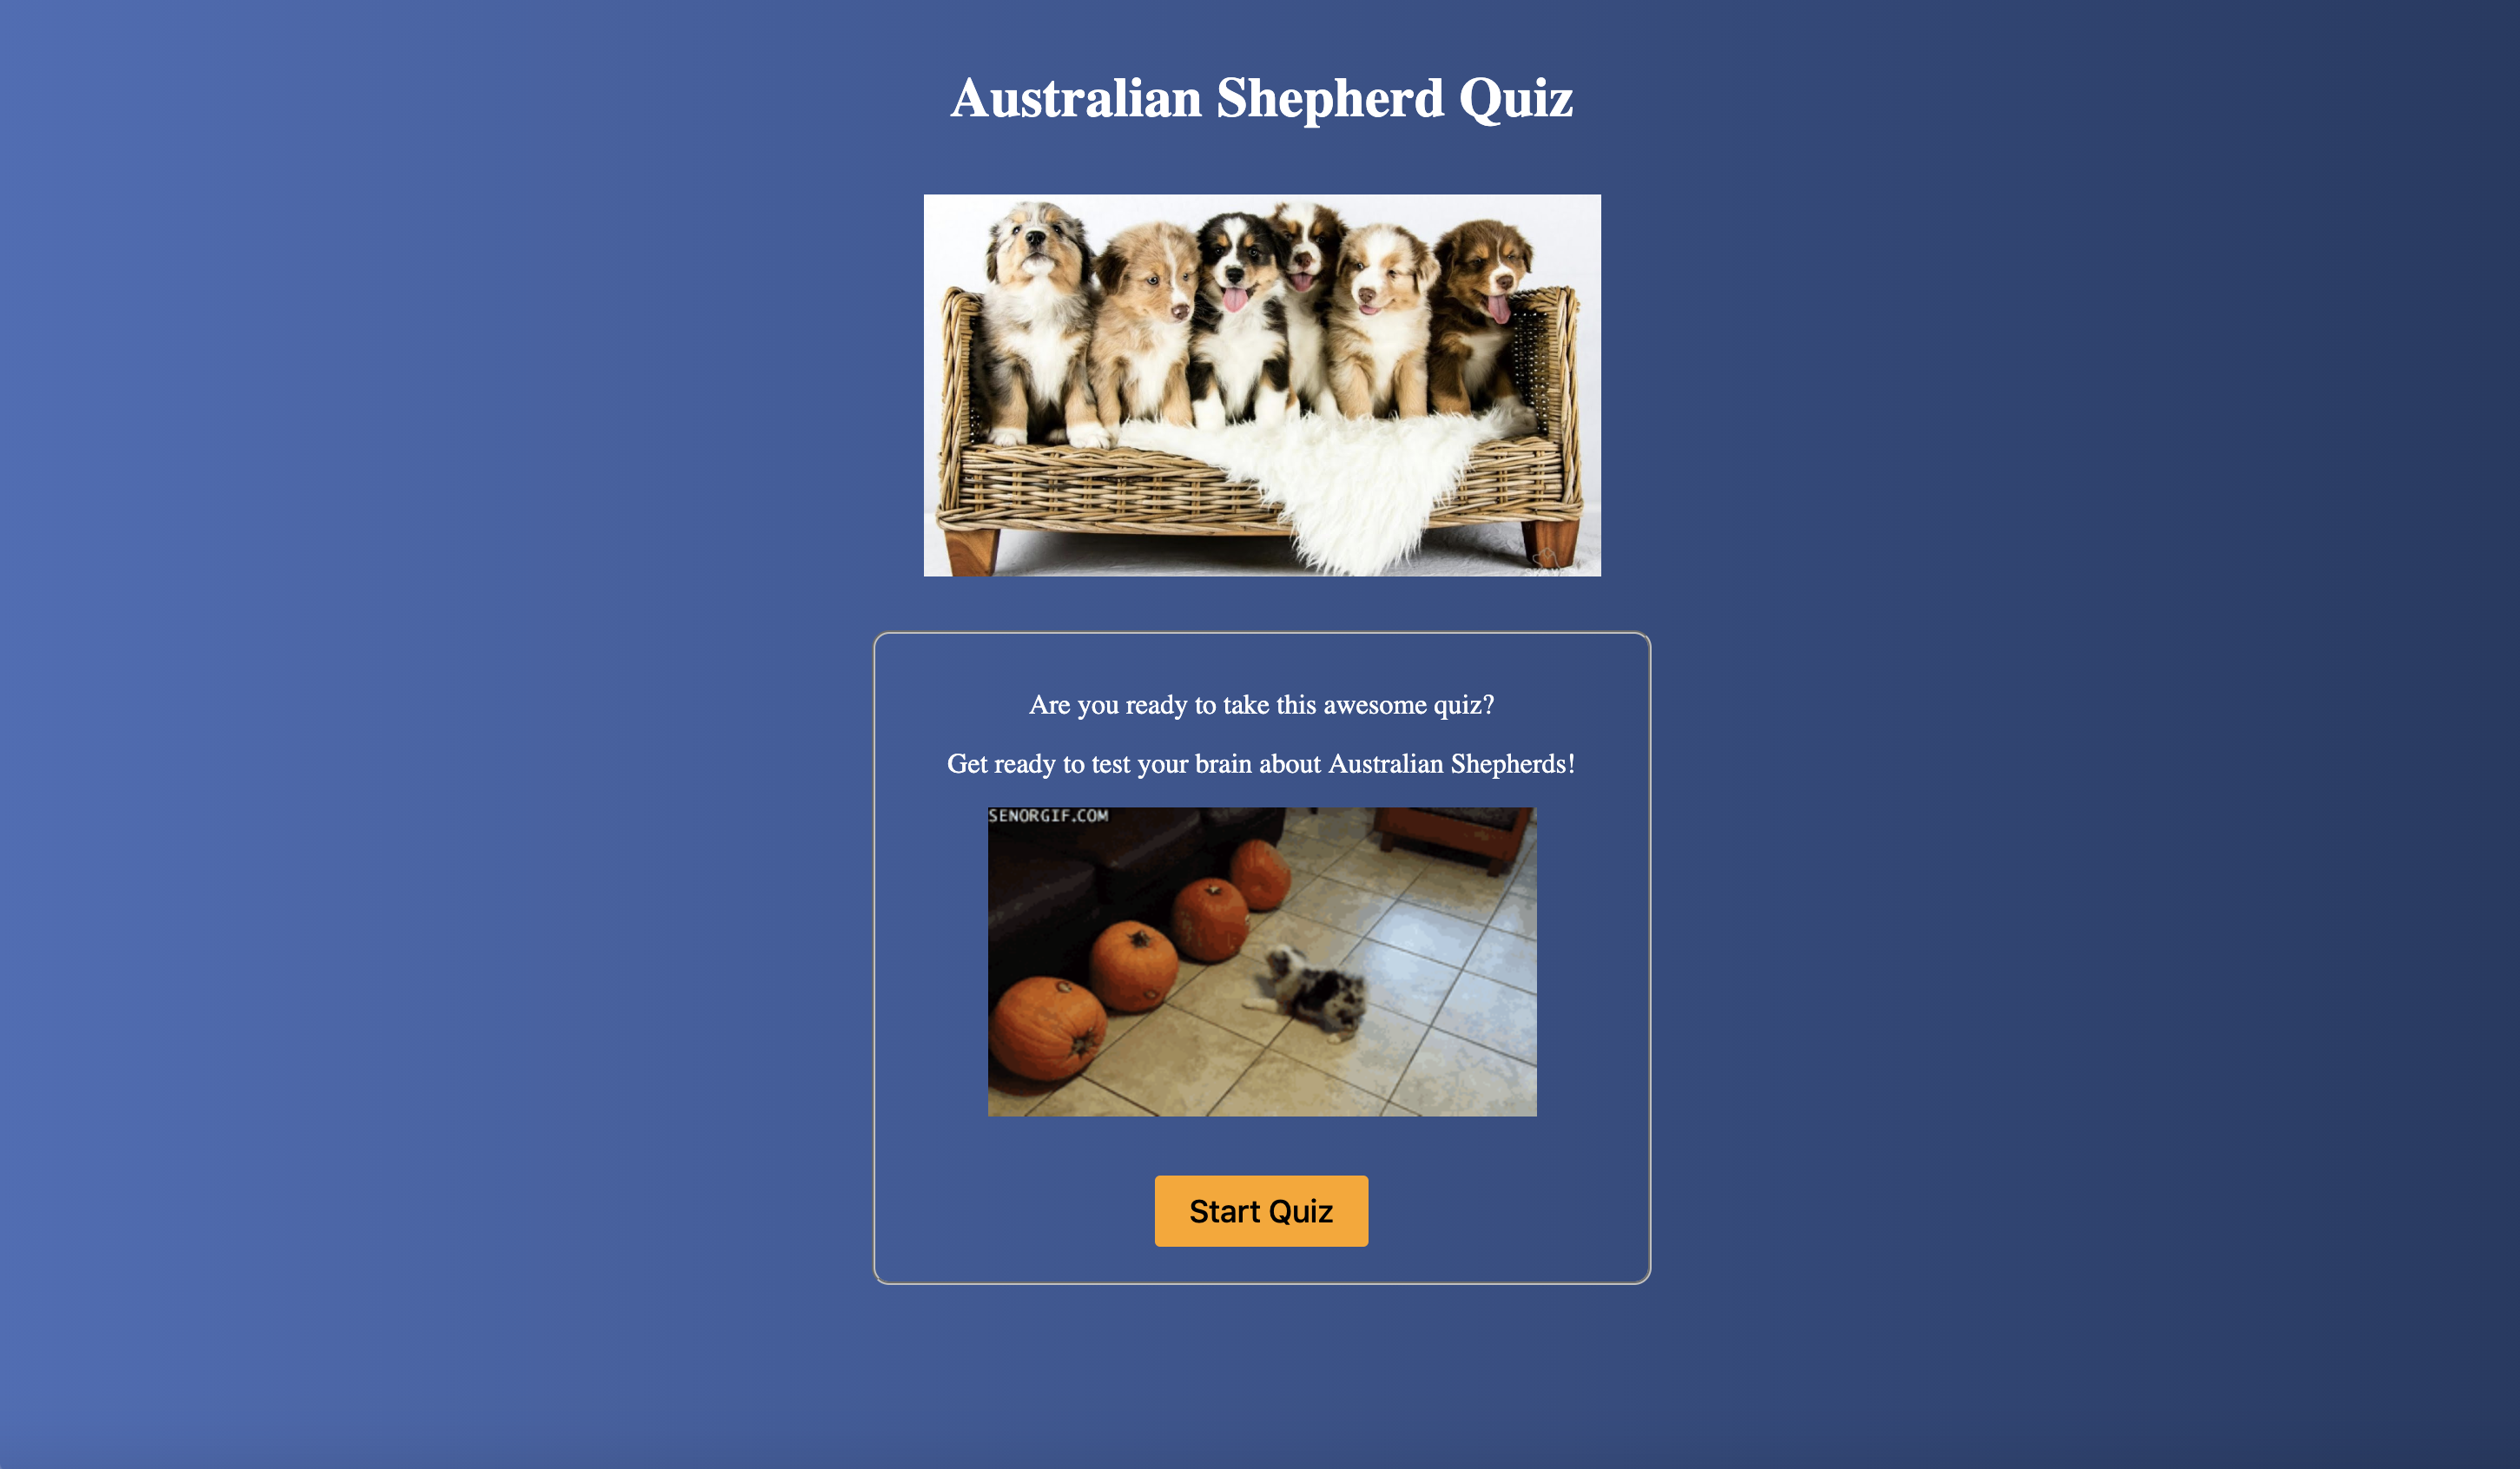 Australian Shepherd Quiz
Are you ready to take this awesome quiz?
Get ready to test your brain about Australian Shepherds!
SENORGIF.COM
Start Quiz